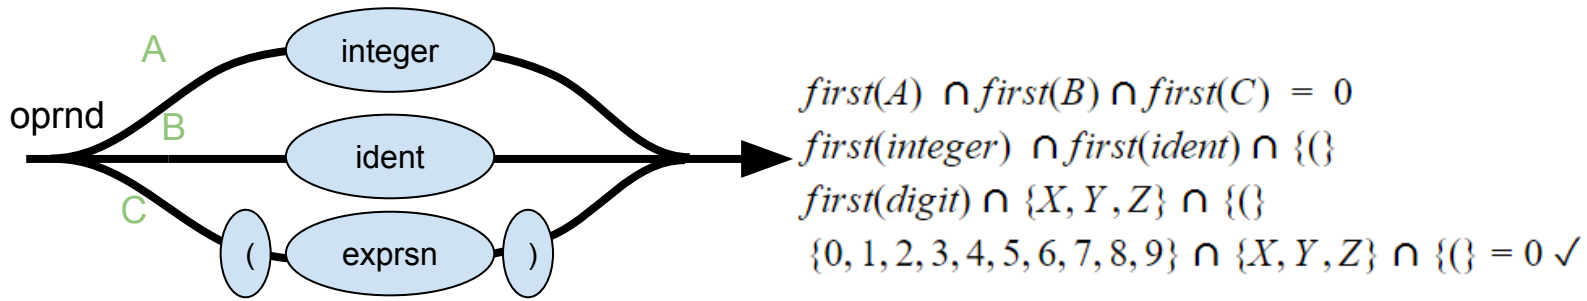 A
integer
oprnd
B
ident
C
( exprsn )
first(A) ∩ first(B) ∩ first(C) = 0
first(integer) ∩ first(ident) ∩ {(}
first(digit) ∩ {X, Y, Z} ∩ {(}
{0, 1, 2, 3, 4, 5, 6, 7, 8, 9} ∩ {X, Y, Z} ∩ {(} = 0 ✓